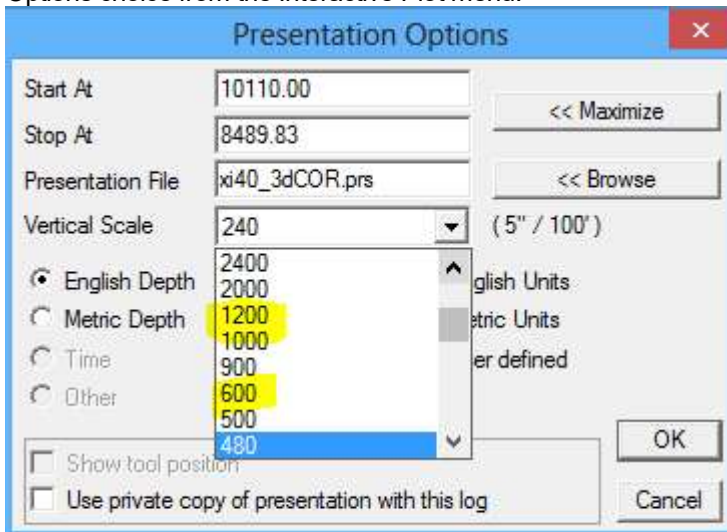 Options choice from the Interactive Plot menu.
Presentation Options
Start At 10110.00
<< Maximize
Stop At 8489.83
Presentation File xi40_3dCOR.prs << Browse
Vertical Scale 240 ( 5" / 100' )
2400
English Depth glish Units
2000
Metric Depth 1200 etric Units
1000
Time 900 er defined
Other 600
500
480
OK
Show tool position
Use private copy of presentation with this log Cancel